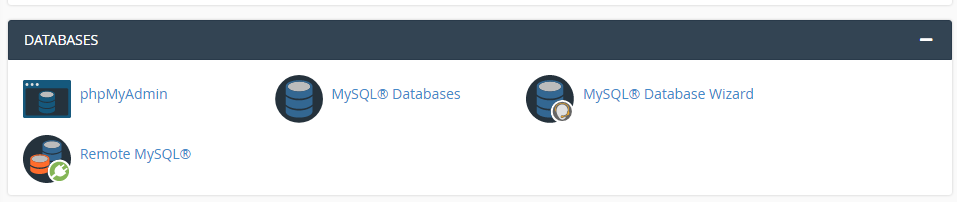 DATABASES
phpMyAdmin
MySQL® Databases
MySQL® Database Wizard
Remote MySQL®